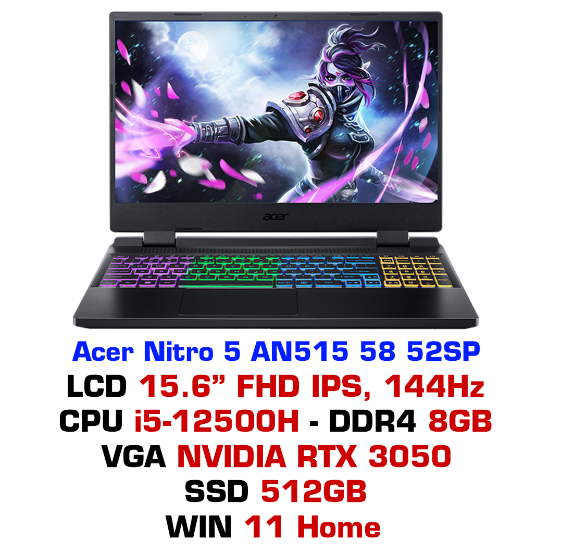 acer
Acer Nitro 5 AN515 58 52SP
LCD 15.6” FHD IPS, 144Hz
CPU i5-12500H - DDR4 8GB
VGA NVIDIA RTX 3050
SSD 512GB
WIN 11 Home